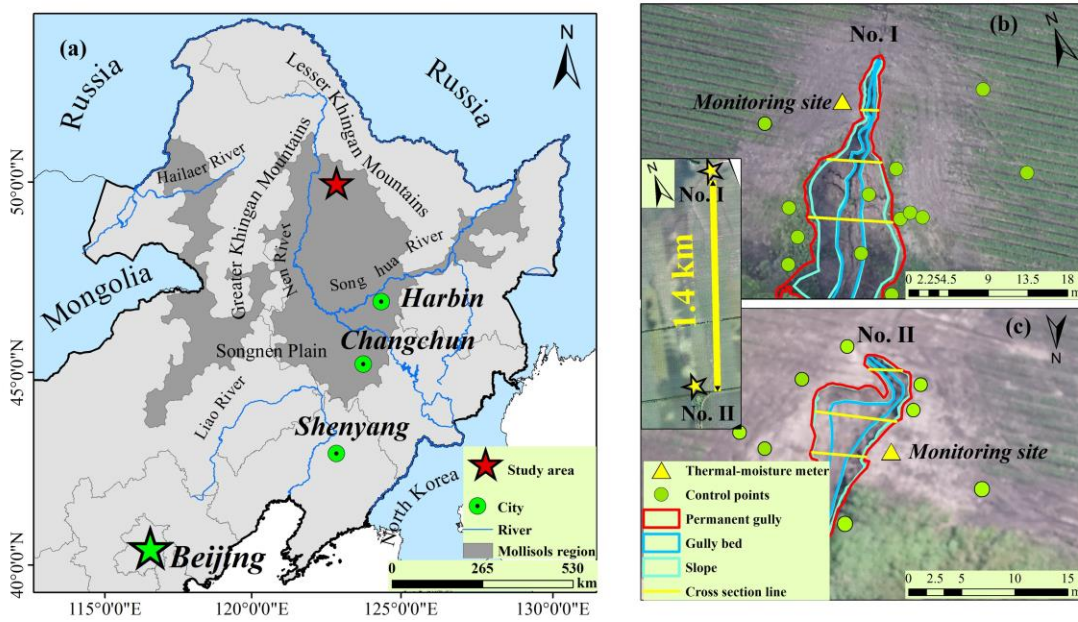 (a)
Russia
Russia
Lesser Khingan Mountains
Hailaer River
Greater Khingan Mountains
Nen River
Song hua River
Mongolia
Harbin
Changchun
Songnen Plain
Liao River
Shenyang
North Korea
Beijing
Study area
City
River
Mollisols region
0 265 530
km
50°0'0"N
45°0'0"N
40°0'0"N
115°0'0"E
120°0'0"E
125°0'0"E
130°0'0"E
N
(b)
No. I
N
Monitoring site
0 2.25 4.5 9 13.5 18
m
N
No. I
1.4 km
No. II
(c)
No. II
N
Monitoring site
Thermal-moisture meter
Control points
Permanent gully
Gully bed
Slope
Cross section line
0 2.5 5 10 15
m